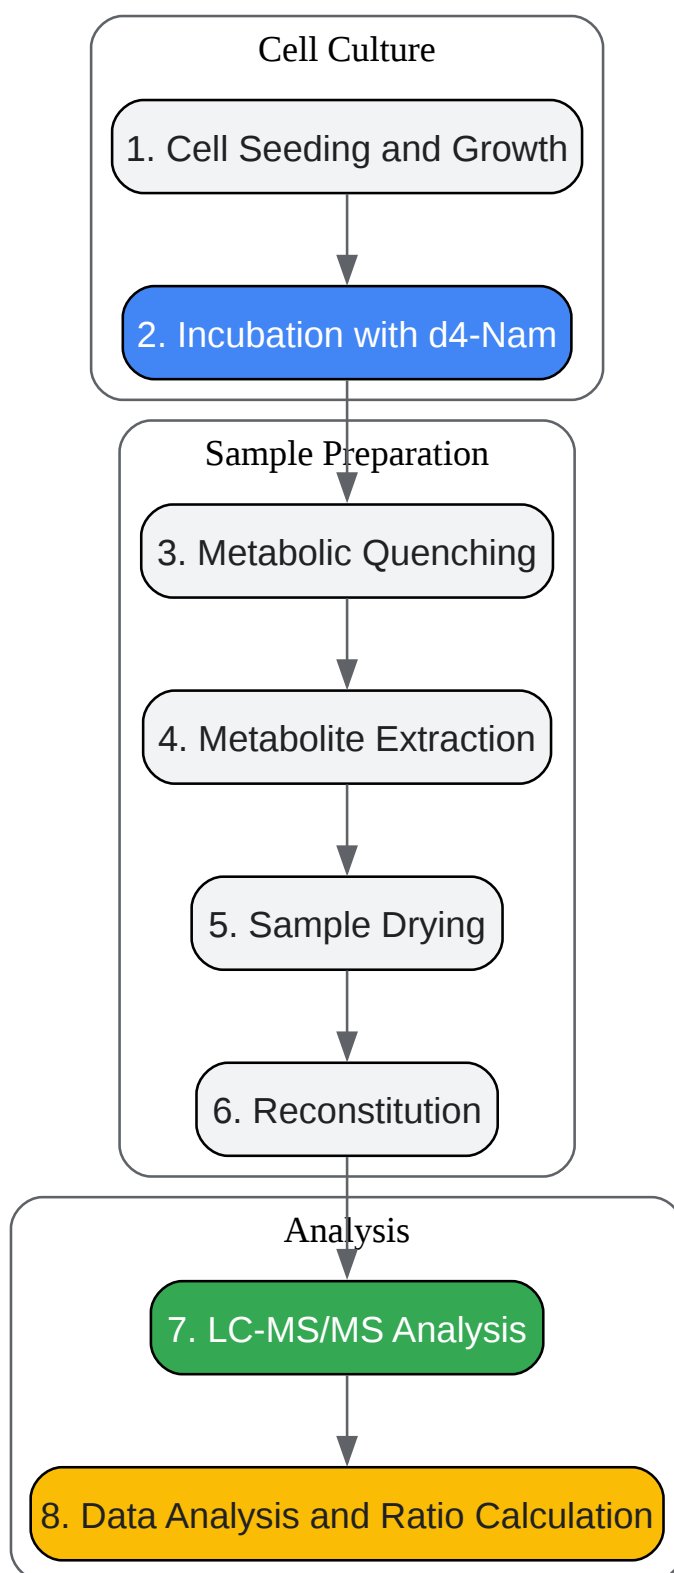 Cell Culture
1. Cell Seeding and Growth
2. Incubation with d4-Nam
Sample Preparation
3. Metabolic Quenching
4. Metabolite Extraction
5. Sample Drying
6. Reconstitution
Analysis
7. LC-MS/MS Analysis
8. Data Analysis and Ratio Calculation